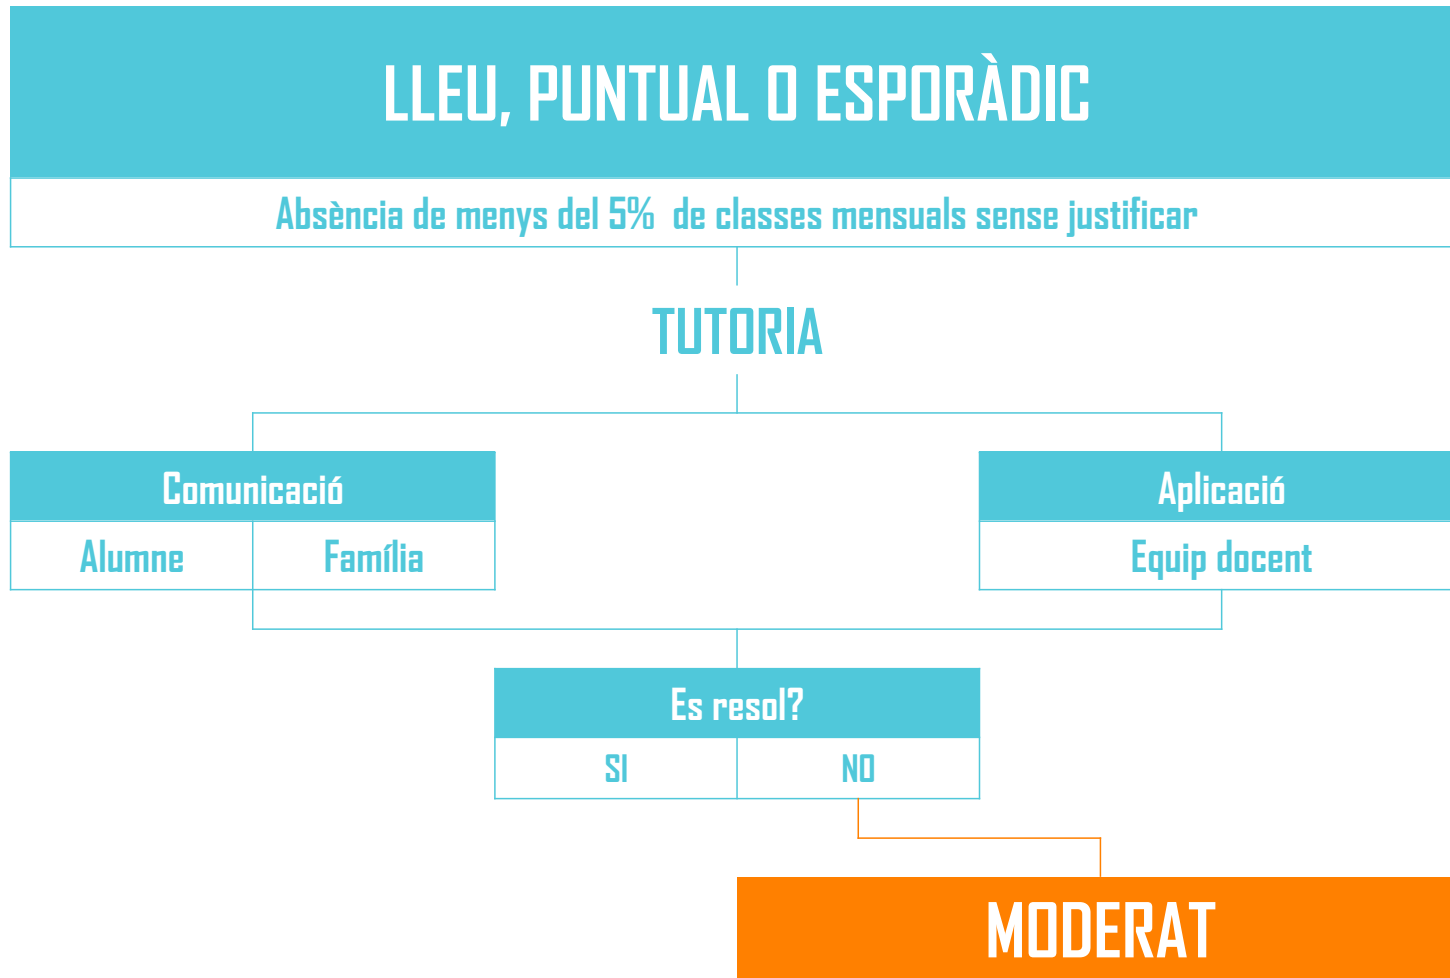 LLEU, PUNTUAL O ESPORÀDIC
Absència de menys del 5% de classes mensuals sense justificar
TUTORIA
Comunicació
Aplicació
Alumne
Família
Equip docent
Es resol?
SI
NO
MODERAT